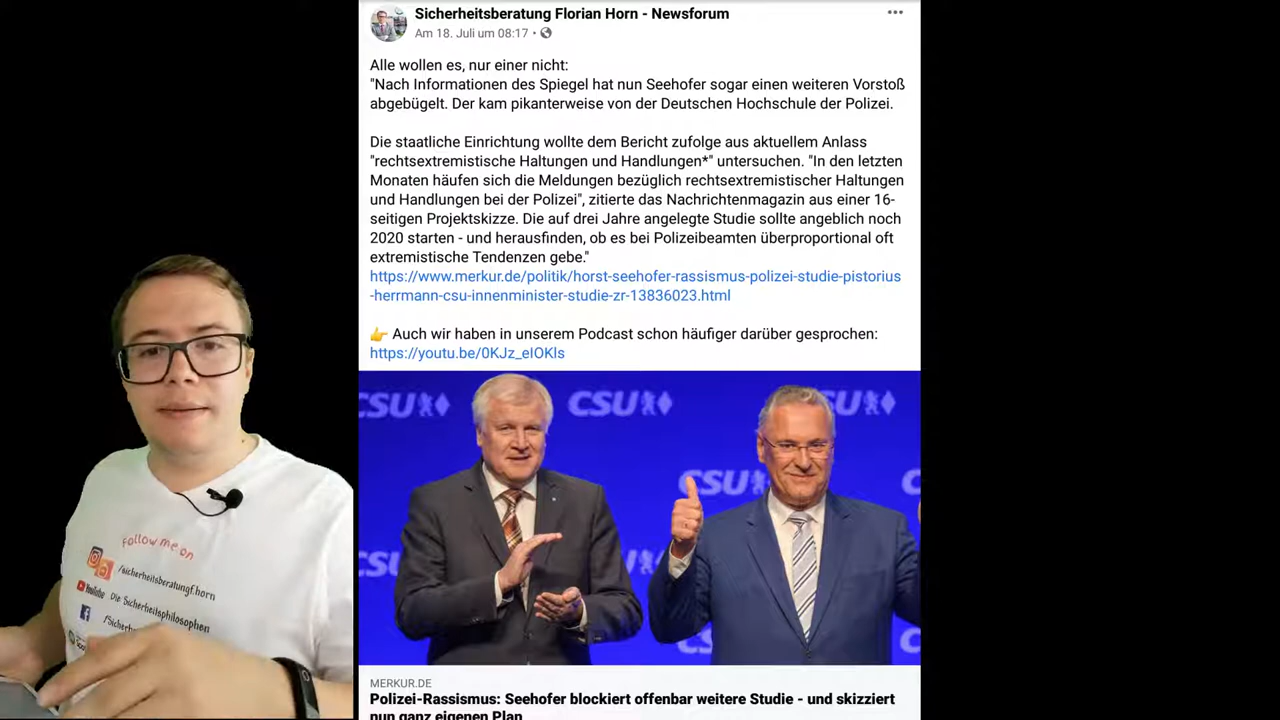 Sicherheitsberatung Florian Horn - Newsforum
Am 18. Juli um 08:17 •
Alle wollen es, nur einer nicht:
"Nach Informationen des Spiegel hat nun Seehofer sogar einen weiteren Vorstoß
abgebügelt. Der kam pikanterweise von der Deutschen Hochschule der Polizei.
Die staatliche Einrichtung wollte dem Bericht zufolge aus aktuellem Anlass
"rechtsextremistische Haltungen und Handlungen*" untersuchen. "In den letzten
Monaten häufen sich die Meldungen bezüglich rechtsextremistischer Haltungen
und Handlungen bei der Polizei", zitierte das Nachrichtenmagazin aus einer 16-
seitigen Projektskizze. Die auf drei Jahre angelegte Studie sollte angeblich noch
2020 starten - und herausfinden, ob es bei Polizeibeamten überproportional oft
extremistische Tendenzen gebe."
https://www.merkur.de/politik/horst-seehofer-rassismus-polizei-studie-pistorius
-herrmann-csu-innenminister-studie-zr-13836023.html
👉 Auch wir haben in unserem Podcast schon häufiger darüber gesprochen:
https://youtu.be/0KJz_eIOKls
CSU
CSU
CSU
CSU
CSU
MERKUR.DE
Polizei-Rassismus: Seehofer blockiert offenbar weitere Studie - und skizziert
nun ganz eigenen Plan
Follow me on
/sicherheitsberatungf.horn
YouTube Die Sicherheitsphilosophen